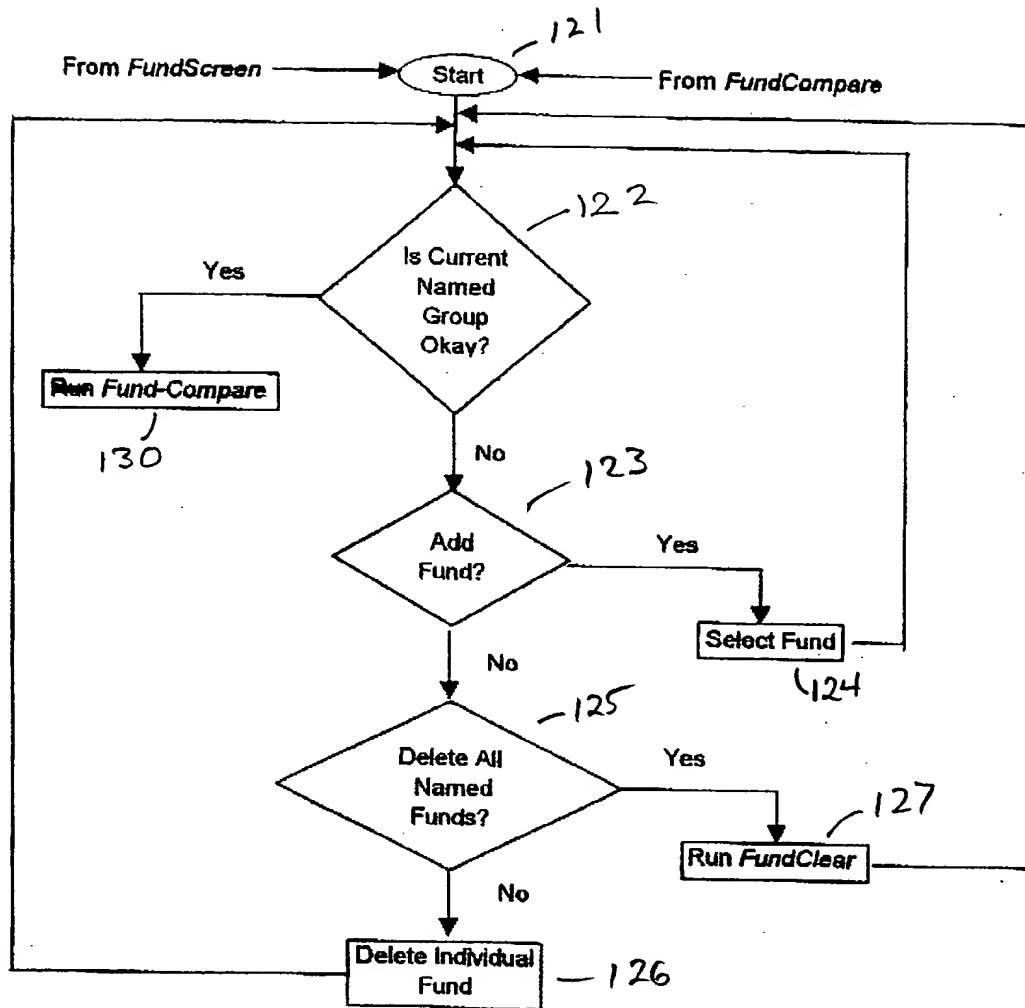 121
From FundScreen
Start
From FundCompare
122
Is Current
Named
Group
Okay?
Yes
Run Fund-Compare
130
No
123
Add
Fund?
Yes
Select Fund
124
No
125
Delete All
Named
Funds?
Yes
127
Run FundClear
No
Delete Individual
Fund
126